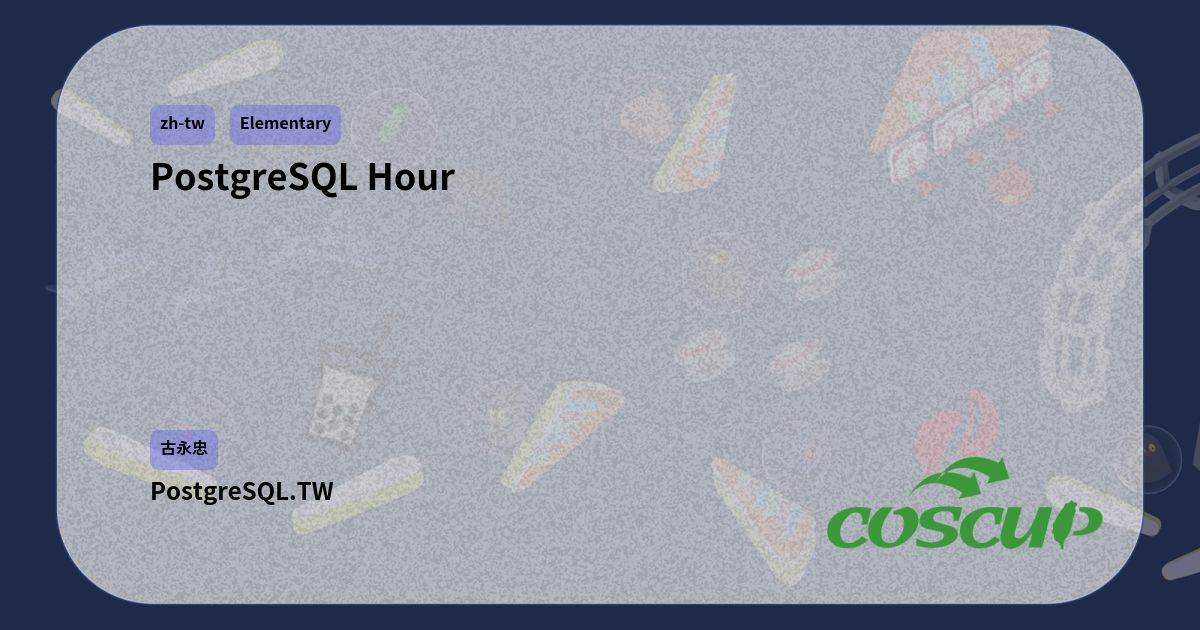 zh-tw Elementary
PostgreSQL Hour
古永忠
PostgreSQL.TW
COSCUP